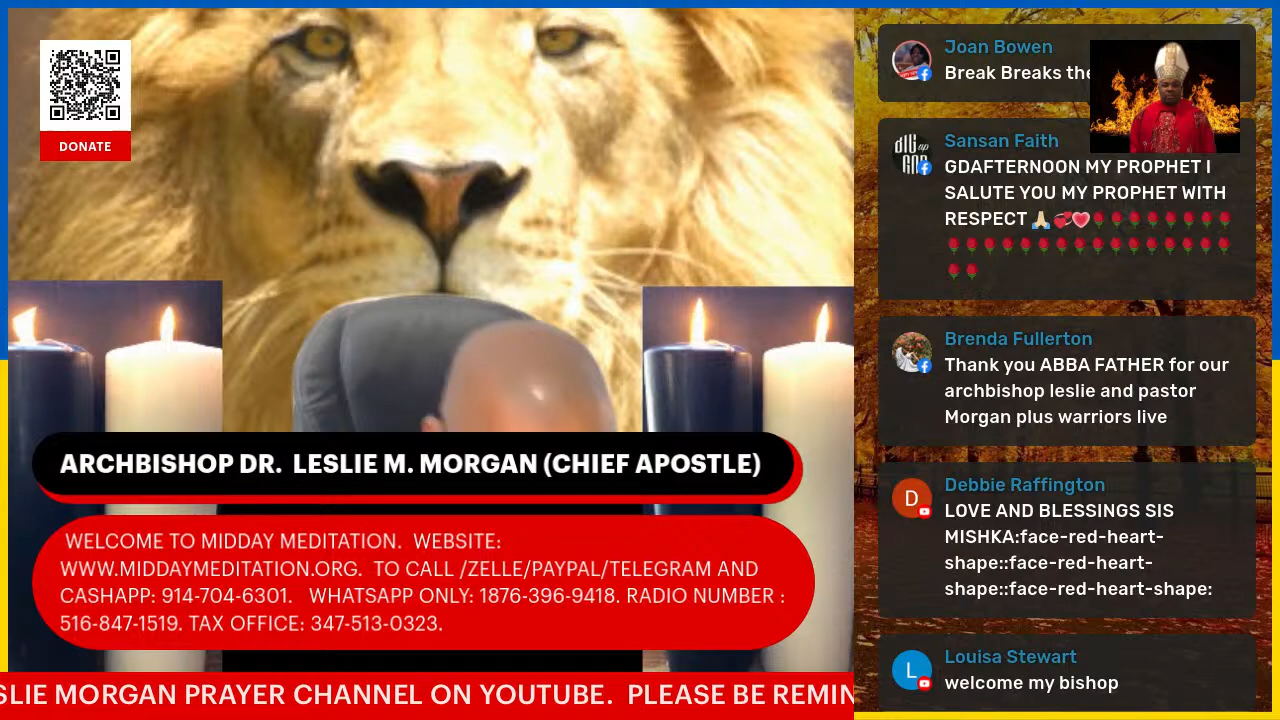 DONATE
ARCHBISHOP DR. LESLIE M. MORGAN (CHIEF APOSTLE)
WELCOME TO MIDDAY MEDITATION. WEBSITE:
WWW.MIDDAYMEDITATION.ORG. TO CALL /ZELLE/PAYPAL/TELEGRAM AND
CASHAPP: 914-704-6301. WHATSAPP ONLY: 1876-396-9418. RADIO NUMBER :
516-847-1519. TAX OFFICE: 347-513-0323.
SLIE MORGAN PRAYER CHANNEL ON YOUTUBE. PLEASE BE REMIN
Joan Bowen
Break Breaks the
Sansan Faith
GDAFTERNOON MY PROPHET I
SALUTE YOU MY PROPHET WITH
RESPECT 🙏🏼💞💗🌹🌹🌹🌹🌹🌹🌹🌹
🌹🌹🌹🌹🌹🌹🌹🌹🌹🌹🌹🌹🌹🌹🌹🌹
🌹🌹
Brenda Fullerton
Thank you ABBA FATHER for our
archbishop leslie and pastor
Morgan plus warriors live
D
Debbie Raffington
LOVE AND BLESSINGS SIS
MISHKA:face-red-heart-
shape::face-red-heart-
shape::face-red-heart-shape:
L
Louisa Stewart
welcome my bishop